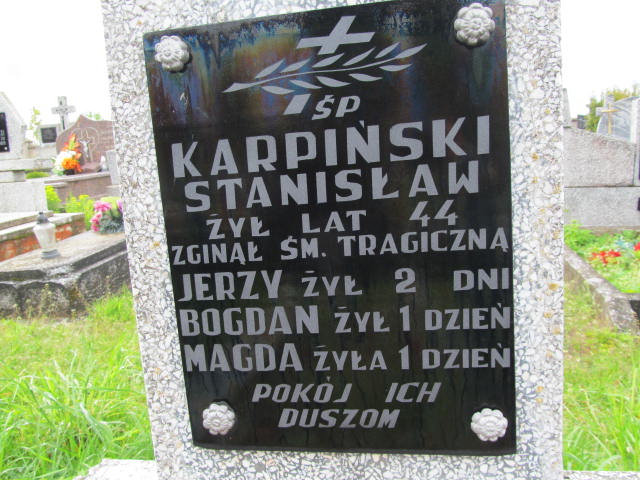 ŚP
KARPIŃSKI
STANISŁAW
ŻYŁ LAT 44
ZGINĄŁ ŚM. TRAGICZNĄ
JERZY ŻYŁ 2 DNI
BOGDAN ŻYŁ 1 DZIEŃ
MAGDA ŻYŁA 1 DZIEŃ
POKÓJ ICH
DUSZOM